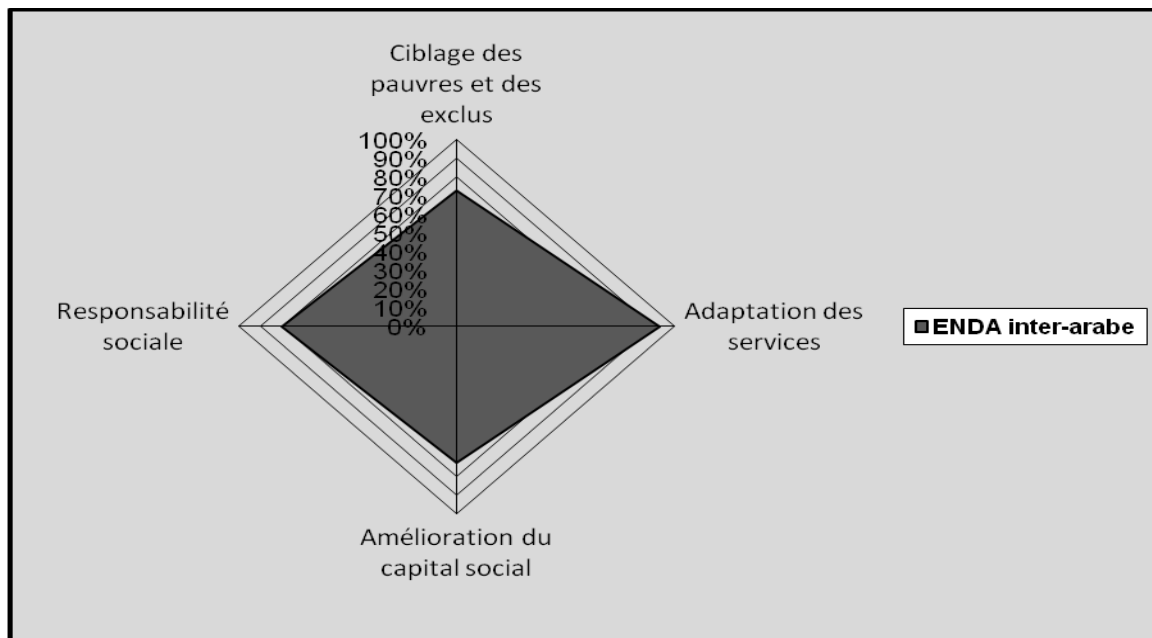 Ciblage des
pauvres et des
exclus
100%
90%
80%
70%
60%
50%
40%
30%
20%
10%
0%
Responsabilité
sociale
Adaptation des
services
ENDA inter-arabe
Amélioration du
capital social